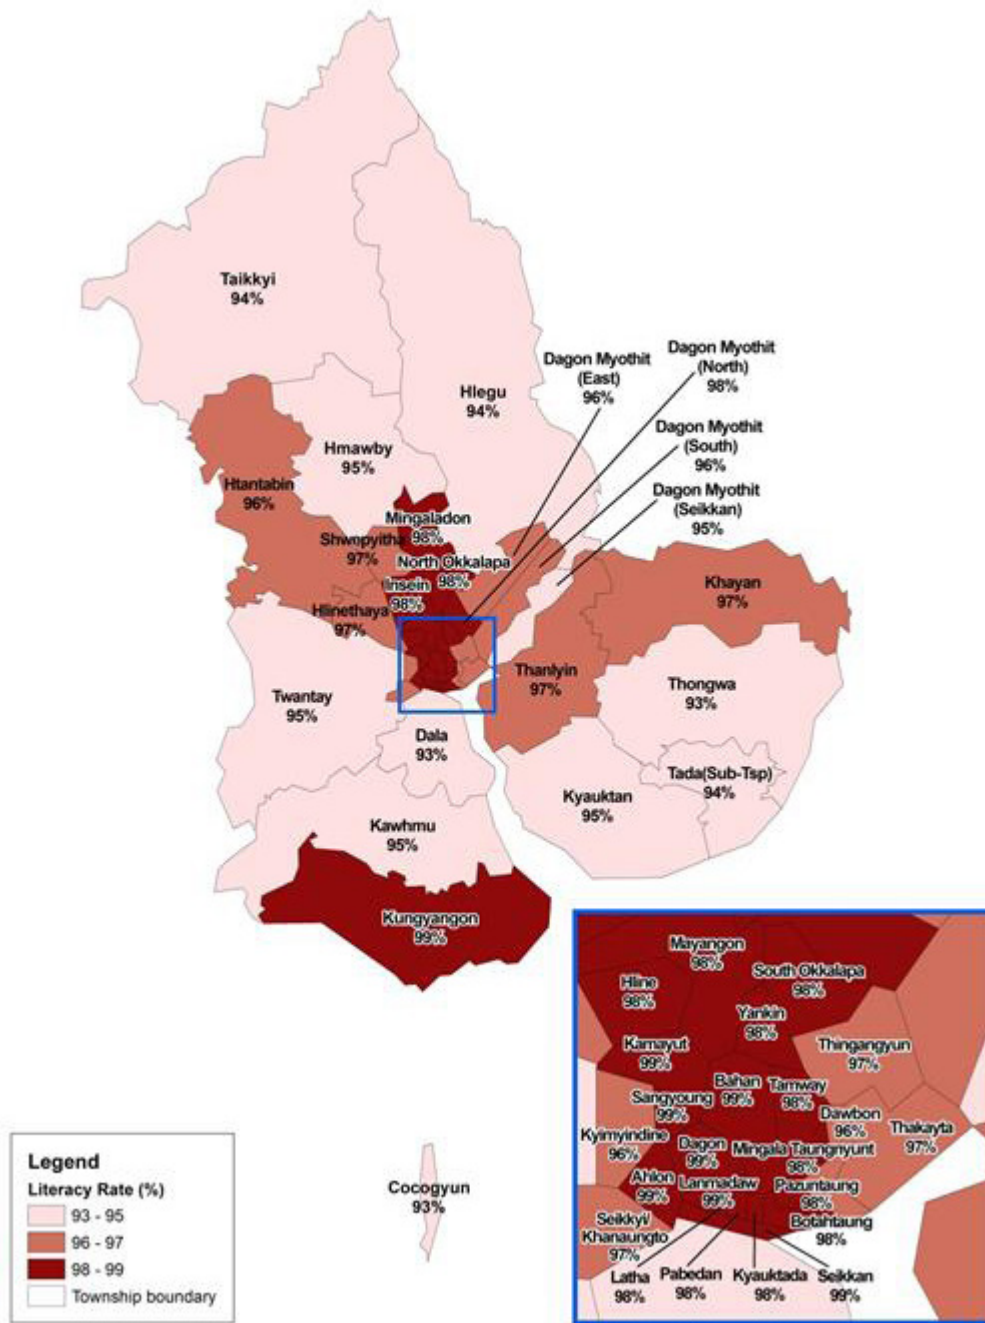 Taikkyi
94%
Hlegu
94%
Dagon Myothit
(East)
96%
Dagon Myothit
(North)
98%
Dagon Myothit
(South)
96%
Dagon Myothit
(Seikkan)
95%
Hmawby
95%
Htantabin
96%
Mingaladon
98%
Shwepyitha
97%
North Okkalapa
98%
Insein
98%
Hlinethaya
97%
Khayan
97%
Thanlyin
97%
Thongwa
93%
Twantay
95%
Dala
93%
Tada(Sub-Tsp)
94%
Kyauktan
95%
Kawhmu
95%
Kungyangon
99%
Cocogyun
93%
Legend
Literacy Rate (%)
93 - 95
96 - 97
98 - 99
Township boundary
Mayangon
98%
South Okkalapa
98%
Hline
98%
Yankin
98%
Kamayut
99%
Thingangyun
97%
Bahan
99%
Tamway
98%
Sangyoung
99%
Dawbon
96%
Thakayta
97%
Kyimyindine
96%
Dagon
99%
Mingala Taungnyunt
98%
Ahlon
99%
Lanmadaw
99%
Pazuntaung
98%
Botahtaung
98%
Seikkyi/
Khanaungto
97%
Latha
98%
Pabedan
98%
Kyauktada
98%
Seikkan
99%